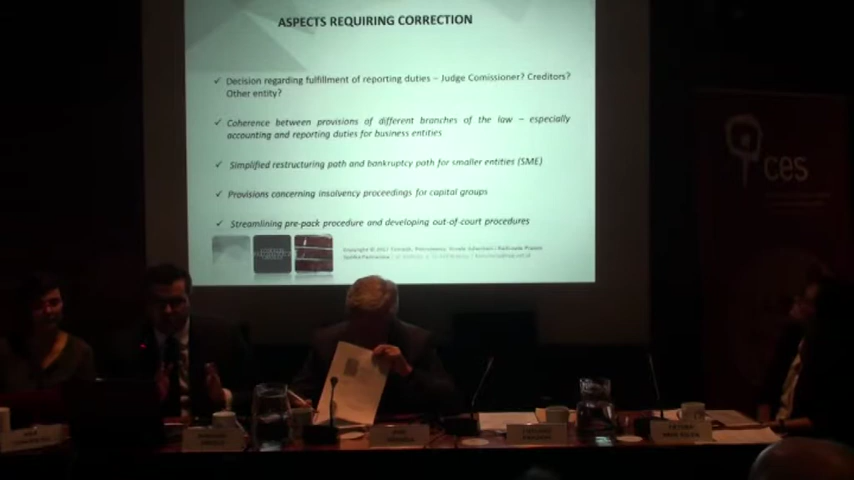 ASPECTS REQUIRING CORRECTION
✓ Decision regarding fulfillment of reporting duties – Judge Comissioner? Creditors?
Other entity?
✓ Coherence between provisions of different branches of the law – especially
accounting and reporting duties for business entities
✓ Simplified restructuring path and bankruptcy path for smaller entities (SME)
✓ Provisions concerning insolvency proceedings for capital groups
✓ Streamlining pre-pack procedure and developing out-of-court procedures
Copyright © 2017
ces